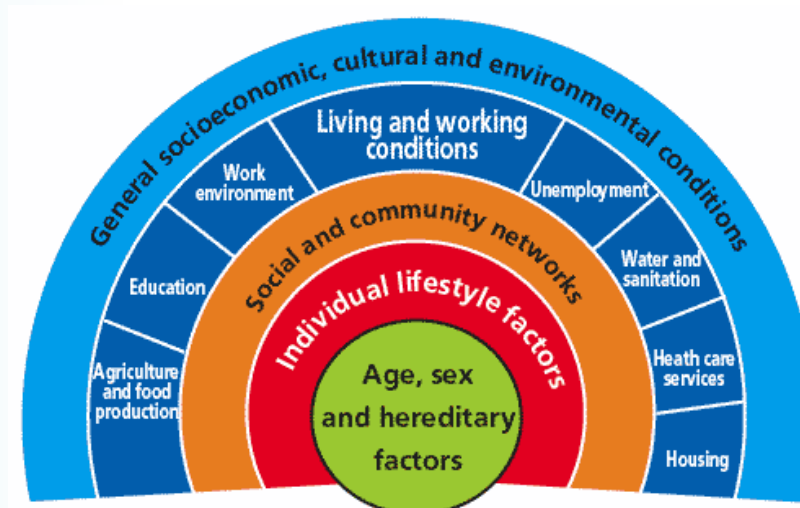 General socioeconomic, cultural and environmental conditions
Living and working
conditions
Work
environment
Unemployment
Education
Water and
sanitation
Agriculture
and food
production
Heath care
services
Housing
Social and community networks
Individual lifestyle factors
Age, sex
and hereditary
factors